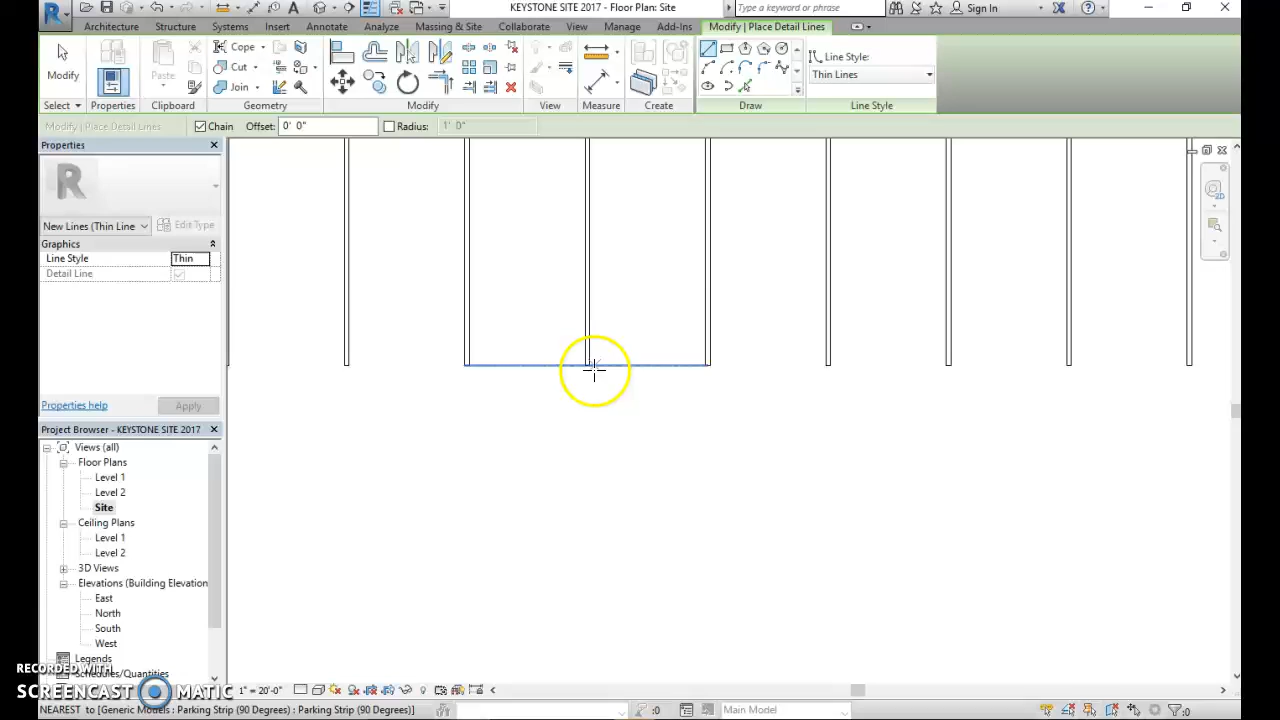 KEYSTONE SITE 2017 - Floor Plan: Site
Type a keyword or phrase
Sign In
Architecture
Structure
Systems
Insert
Annotate
Analyze
Massing & Site
Collaborate
View
Manage
Add-Ins
Modify | Place Detail Lines
Modify
Paste
Cope
Cut
Join
Line Style:
Thin Lines
Select
Properties
Clipboard
Geometry
Modify
View
Measure
Create
Draw
Line Style
Modify | Place Detail Lines
Chain
Offset:
0' 0"
Radius:
1' 0"
Properties
R
New Lines (Thin Line
Edit Type
Graphics
Line Style
Thin
Detail Line
Properties help
Apply
Project Browser - KEYSTONE SITE 2017
Views (all)
Floor Plans
Level 1
Level 2
Site
Ceiling Plans
Level 1
Level 2
3D Views
Elevations (Building Elevation
East
North
South
West
Legends
Schedules/Quantities
RECORDED WITH
SCREENCAST MATIC
1" = 20'-0"
NEAREST to [Generic Models : Parking Strip (90 Degrees) : Parking Strip (90 Degrees)]
:0
Main Model
:0
2D